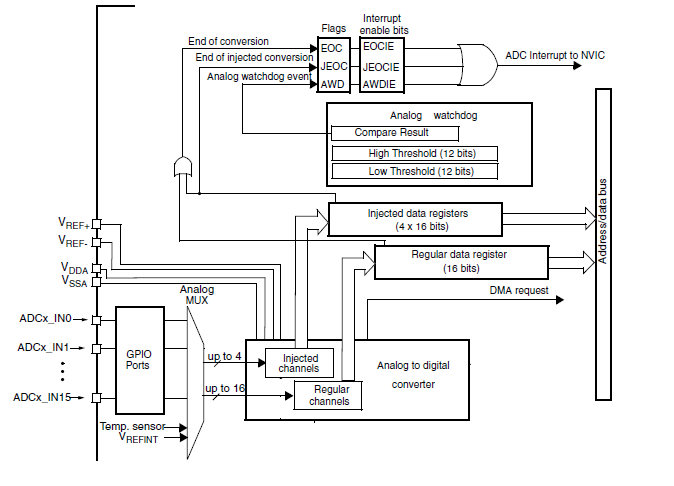 Flags
Interrupt
enable bits
End of conversion
EOC
EOCIE
End of injected conversion
JEOC
JEOCIE
ADC Interrupt to NVIC
Analog watchdog event
AWD
AWDIE
Analog watchdog
Compare Result
High Threshold (12 bits)
Low Threshold (12 bits)
Address/data bus
Injected data registers
(4 x 16 bits)
VREF+
VREF-
Regular data register
(16 bits)
VDDA
VSSA
DMA request
Analog
MUX
ADCx_IN0
ADCx_IN1
GPIO
Ports
up to 4
Injected
channels
Analog to digital
converter
up to 16
Regular
channels
ADCx_IN15
Temp. sensor
VREFINT